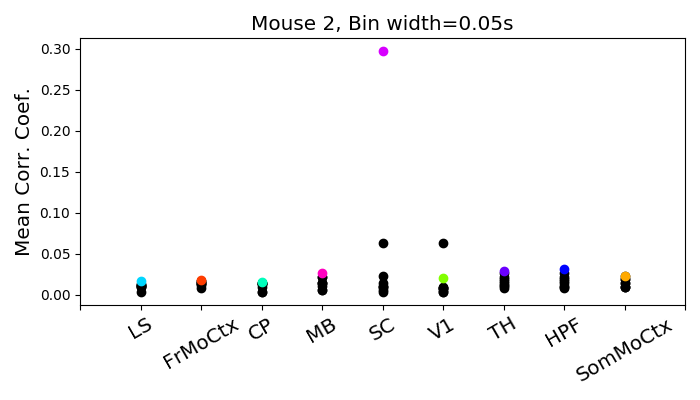 Mouse 2, Bin width=0.05s
Mean Corr. Coef.
0.30
0.25
0.20
0.15
0.10
0.05
0.00
LS
FrMoCtx
CP
MB
SC
V1
TH
HPF
SomMoCtx